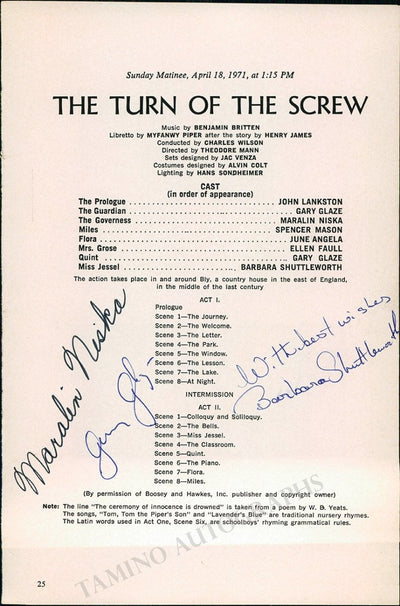 Sunday Matinee, April 18, 1971, at 1:15 PM
THE TURN OF THE SCREW
Music by BENJAMIN BRITTEN
Libretto by MYFANWY PIPER after the story by HENRY JAMES
Conducted by CHARLES WILSON
Directed by THEODORE MANN
Sets designed by JAC VENZA
Costumes designed by ALVIN COLT
Lighting by HANS SONDHEIMER
CAST
(in order of appearance)
The Prologue JOHN LANKSTON
The Guardian GARY GLAZE
The Governess MARALIN NISKA
Miles SPENCER MASON
Flora JUNE ANGELA
Mrs. Grose ELLEN FAULL
Quint GARY GLAZE
Miss Jessel BARBARA SHUTTLEWORTH
The action takes place in and around Bly, a country house in the east of England,
in the middle of the last century
ACT I.
Prologue
Scene 1—The Journey.
Scene 2—The Welcome.
Scene 3—The Letter.
Scene 4—The Park.
Scene 5—The Window.
Scene 6—The Lesson.
Scene 7—The Lake.
Scene 8—At Night.
Maralin Niska
With best wishes
Barbara Shuttleworth
INTERMISSION
ACT II.
Scene 1—Colloquy and Soliloquy.
Scene 2—The Bells.
Scene 3—Miss Jessel.
Scene 4—The Classroom.
Scene 5—Quint.
Scene 6—The Piano.
Scene 7—Flora.
Scene 8—Miles.
(By permission of Boosey and Hawkes, Inc. publisher and copyright owner)
Note: The line "The ceremony of innocence is drowned" is taken from a poem by W. B. Yeats.
The songs, "Tom, Tom the Piper's Son" and "Lavender's Blue" are traditional nursery rhymes.
The Latin words used in Act One, Scene Six, are schoolboys' rhyming grammatical rules.
TAMINO AUTOGRAPHS
25